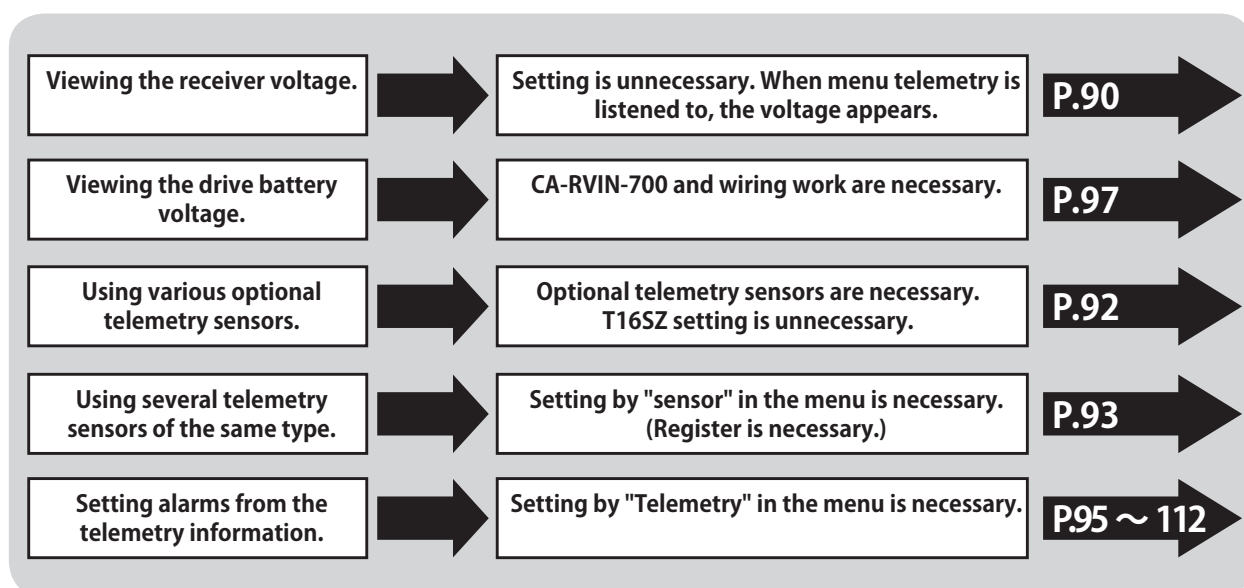 Viewing the receiver voltage.
Setting is unnecessary. When menu telemetry is
listened to, the voltage appears.
P.90
Viewing the drive battery
voltage.
CA-RVIN-700 and wiring work are necessary.
P.97
Using various optional
telemetry sensors.
Optional telemetry sensors are necessary.
T16SZ setting is unnecessary.
P.92
Using several telemetry
sensors of the same type.
Setting by "sensor" in the menu is necessary.
(Register is necessary.)
P.93
Setting alarms from the
telemetry information.
Setting by "Telemetry" in the menu is necessary.
P.95 ～ 112